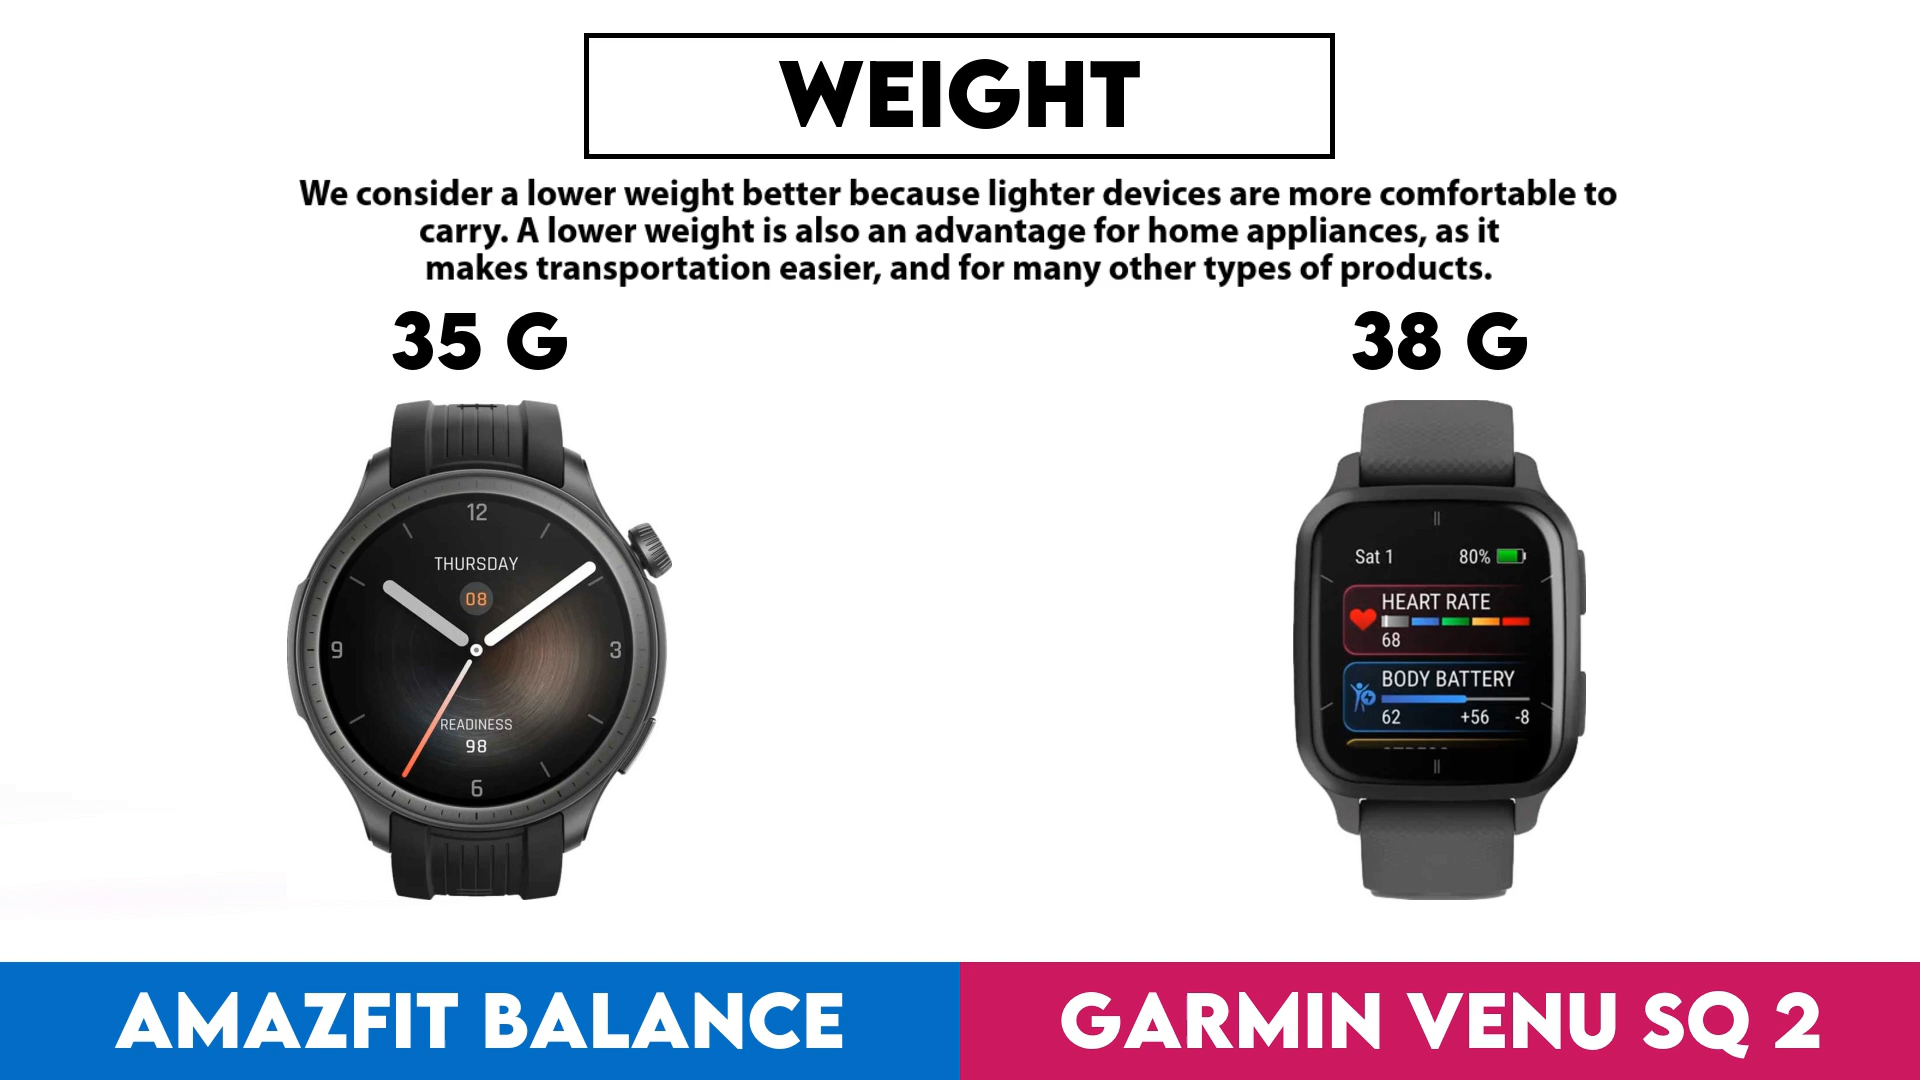 WEIGHT
We consider a lower weight better because lighter devices are more comfortable to
carry. A lower weight is also an advantage for home appliances, as it
makes transportation easier, and for many other types of products.
35 G
38 G
12
THURSDAY
08
9
3
READINESS
98
6
Sat 1 80%
HEART RATE
68
BODY BATTERY
62 +56 -8
AMAZFIT BALANCE
GARMIN VENU SQ 2